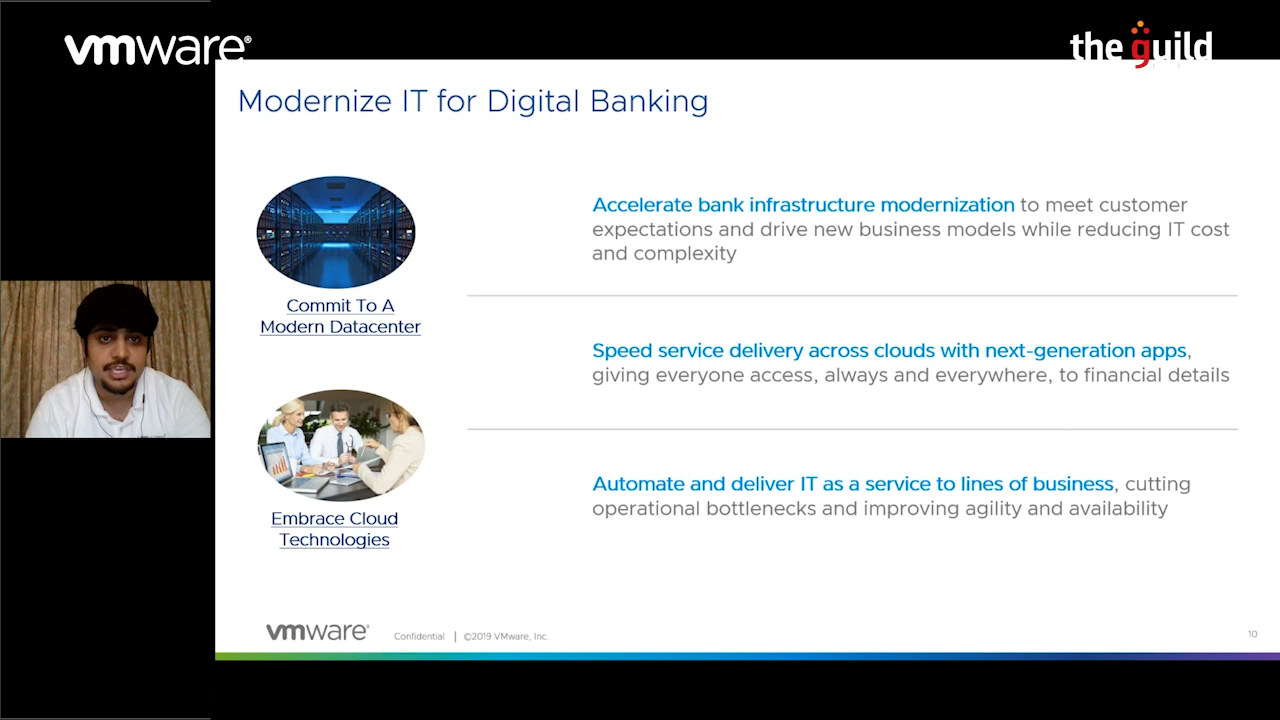 vmware®
the guild
Modernize IT for Digital Banking
Commit To A
Modern Datacenter
Embrace Cloud
Technologies
Accelerate bank infrastructure modernization to meet customer
expectations and drive new business models while reducing IT cost
and complexity
Speed service delivery across clouds with next-generation apps,
giving everyone access, always and everywhere, to financial details
Automate and deliver IT as a service to lines of business, cutting
operational bottlenecks and improving agility and availability
vmware® Confidential | ©2019 VMware, Inc.
10